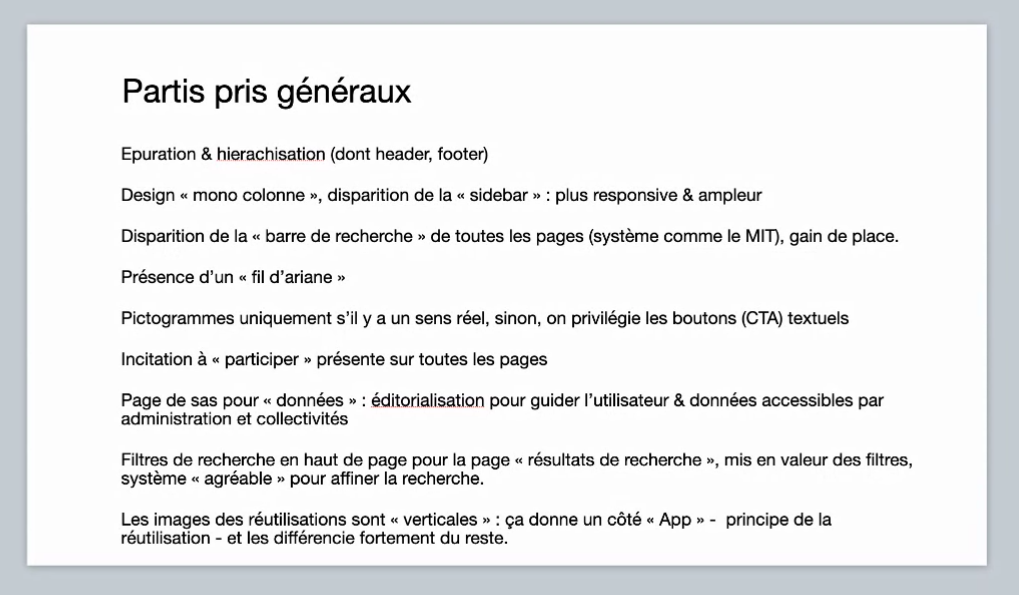 Partis pris généraux
Epuration & hierachisation (dont header, footer)
Design « mono colonne », disparition de la « sidebar » : plus responsive & ampleur
Disparition de la « barre de recherche » de toutes les pages (système comme le MIT), gain de place.
Présence d’un « fil d’ariane »
Pictogrammes uniquement s’il y a un sens réel, sinon, on privilégie les boutons (CTA) textuels
Incitation à « participer » présente sur toutes les pages
Page de sas pour « données » : éditorialisation pour guider l’utilisateur & données accessibles par
administration et collectivités
Filtres de recherche en haut de page pour la page « résultats de recherche », mis en valeur des filtres,
système « agréable » pour affiner la recherche.
Les images des réutilisations sont « verticales » : ça donne un côté « App » -  principe de la
réutilisation - et les différencie fortement du reste.